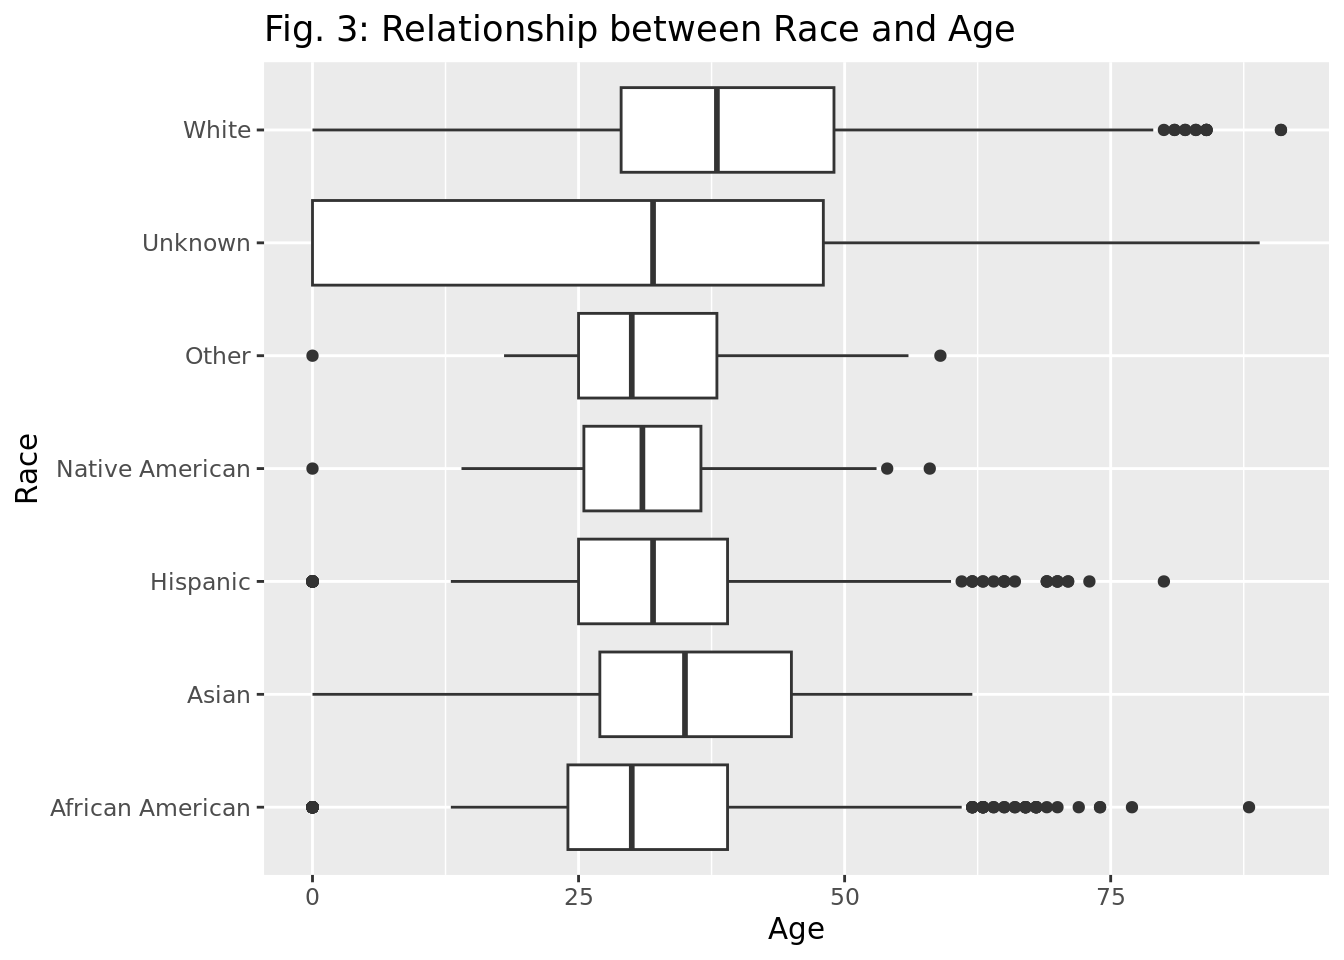 Fig. 3: Relationship between Race and Age
White
Unknown
Other
Native American
Hispanic
Asian
African American
Race
0 25 50 75
Age